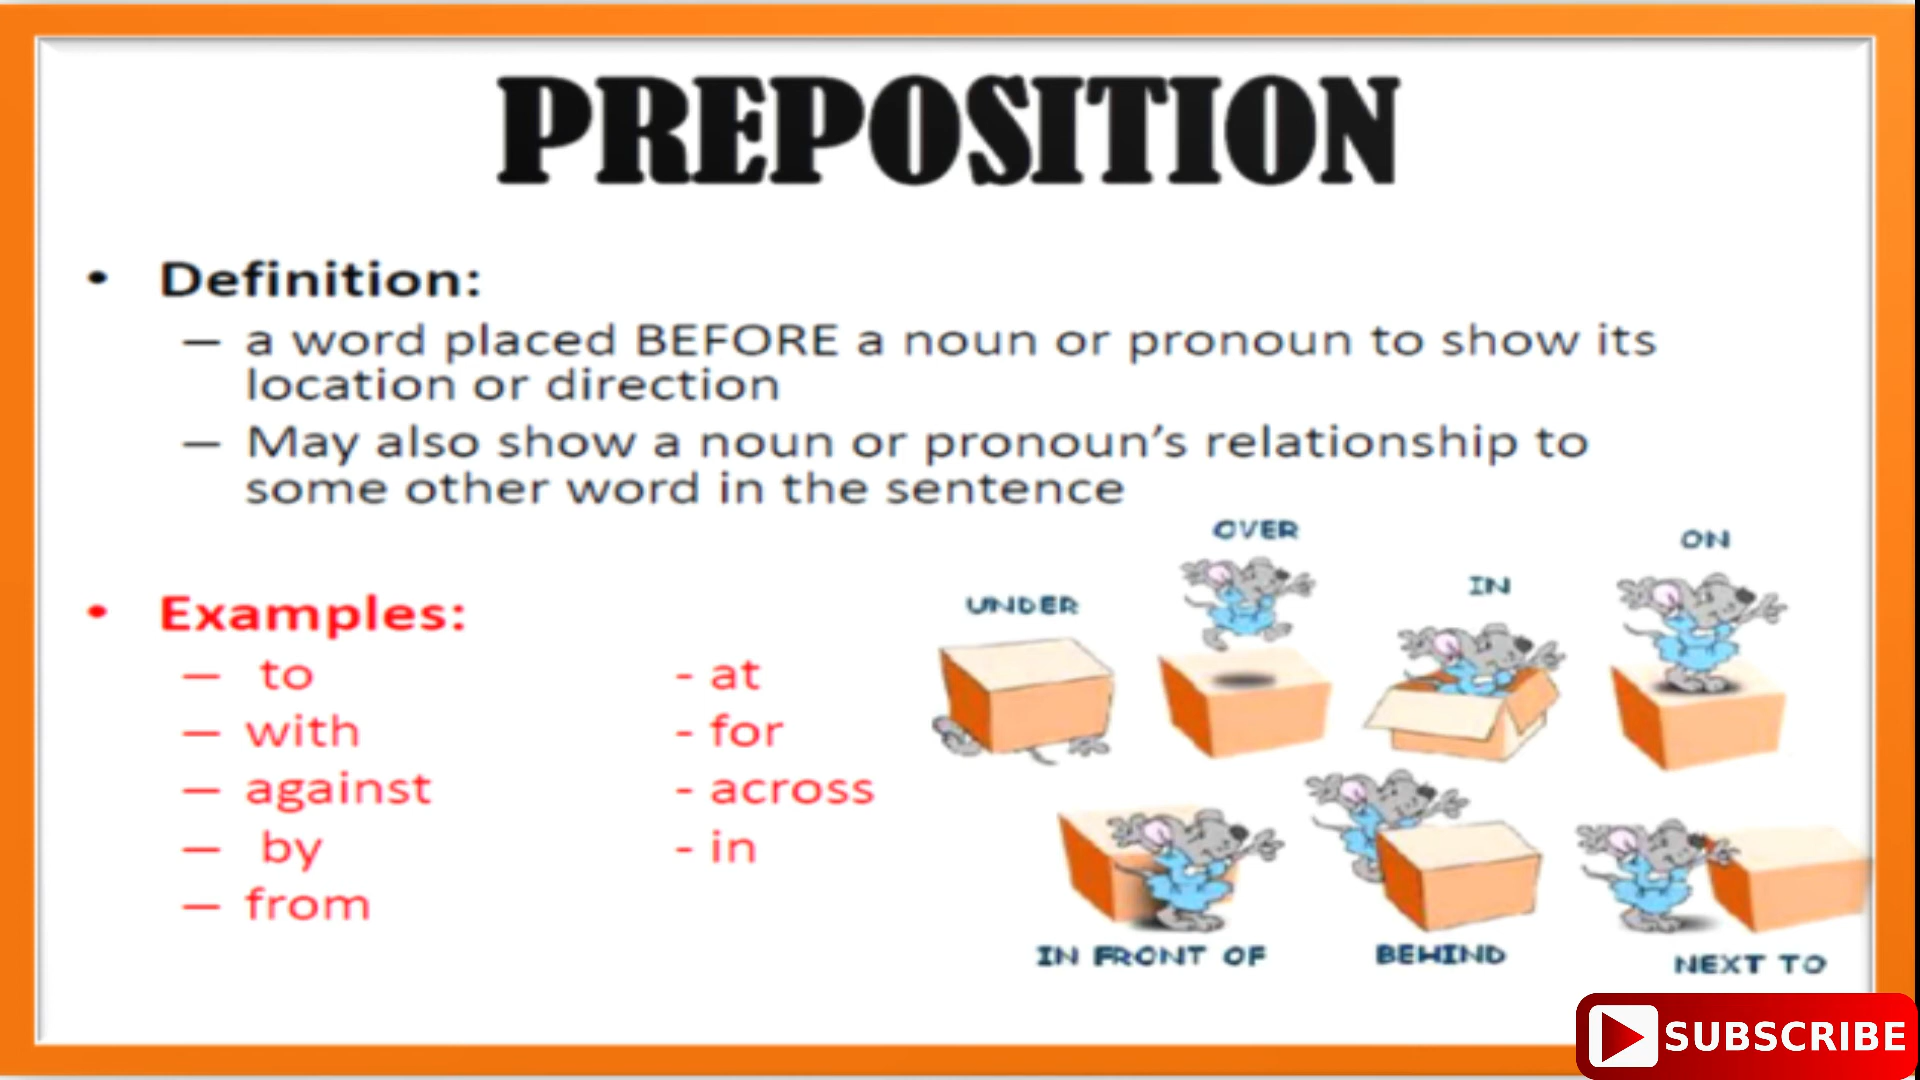 PREPOSITION
• Definition:
— a word placed BEFORE a noun or pronoun to show its
location or direction
— May also show a noun or pronoun’s relationship to
some other word in the sentence
• Examples:
— to - at
— with - for
— against - across
— by - in
— from
UNDER
OVER
IN
ON
IN FRONT OF
BEHIND
NEXT TO
SUBSCRIBE